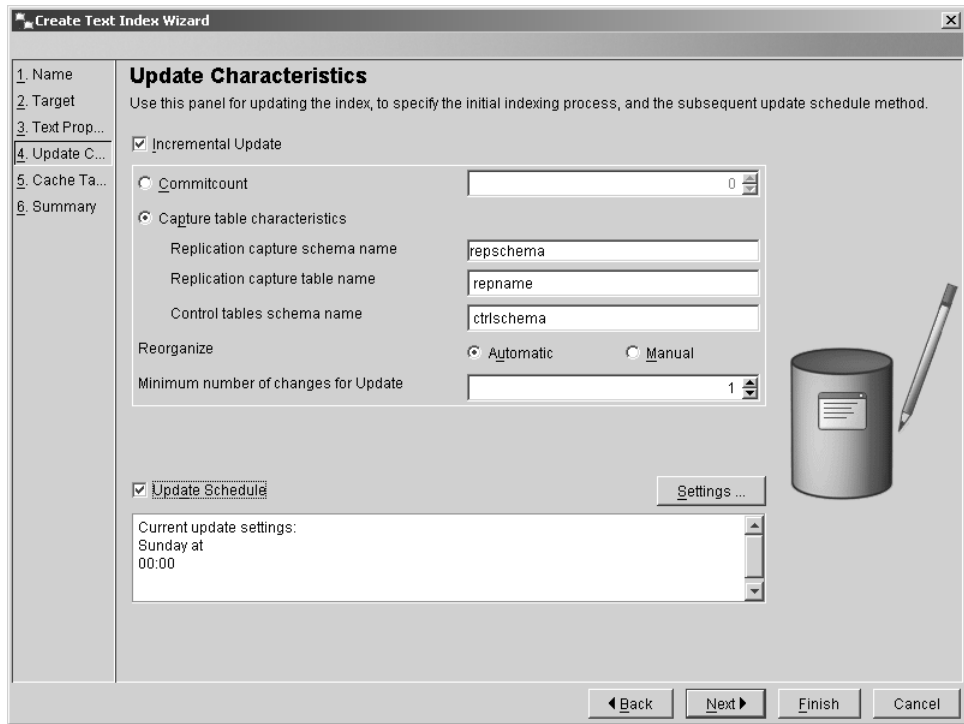 Create Text Index Wizard
1. Name
2. Target
3. Text Prop...
4. Update C...
5. Cache Ta...
6. Summary
Update Characteristics
Use this panel for updating the index, to specify the initial indexing process, and the subsequent update schedule method.
Incremental Update
Commitcount 0
Capture table characteristics
Replication capture schema name repschema
Replication capture table name repname
Control tables schema name ctrlschema
Reorganize Automatic Manual
Minimum number of changes for Update 1
Update Schedule Settings ...
Current update settings:
Sunday at
00:00
Back Next Finish Cancel